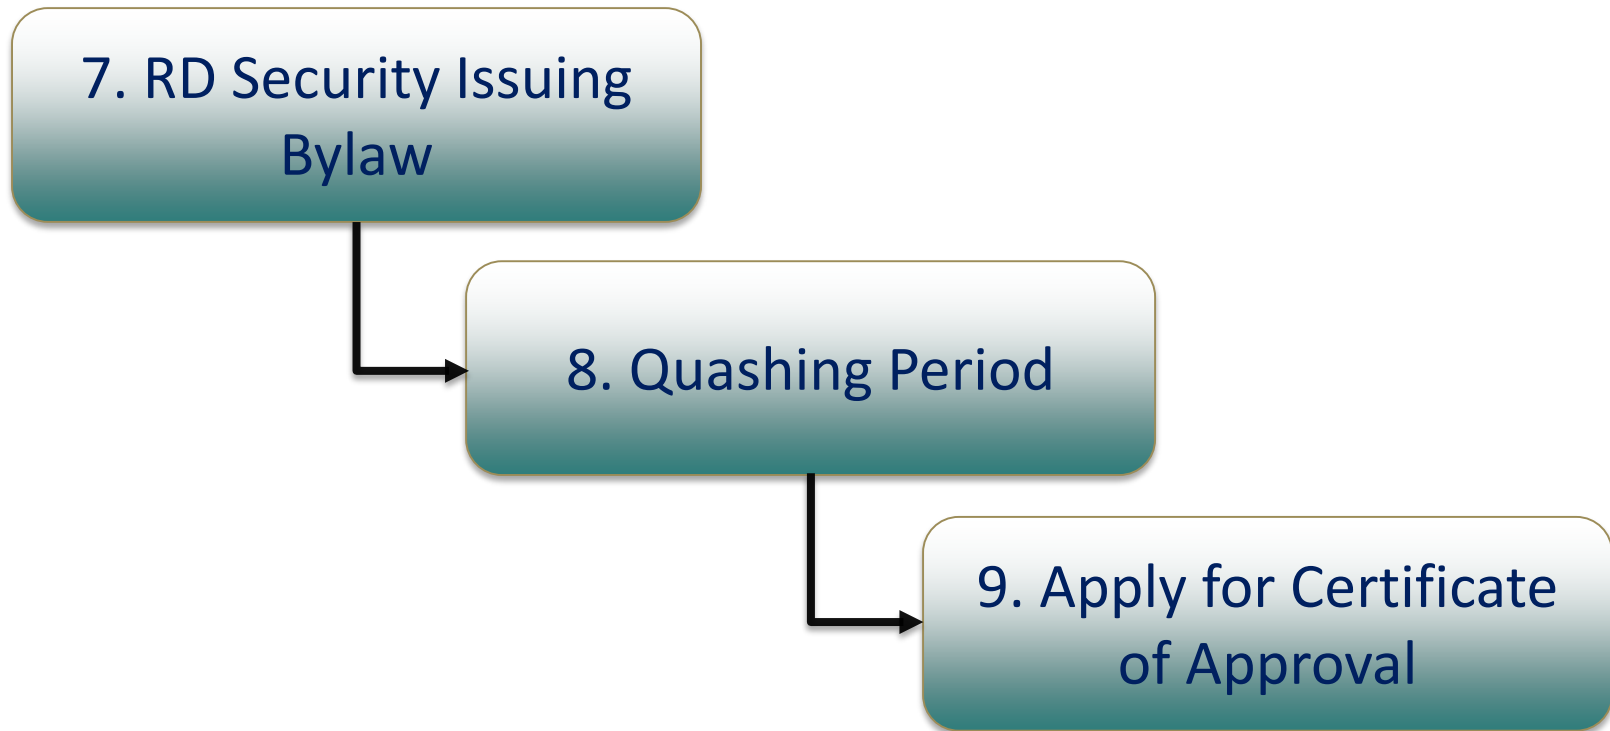 7. RD Security Issuing
Bylaw
8. Quashing Period
9. Apply for Certificate
of Approval